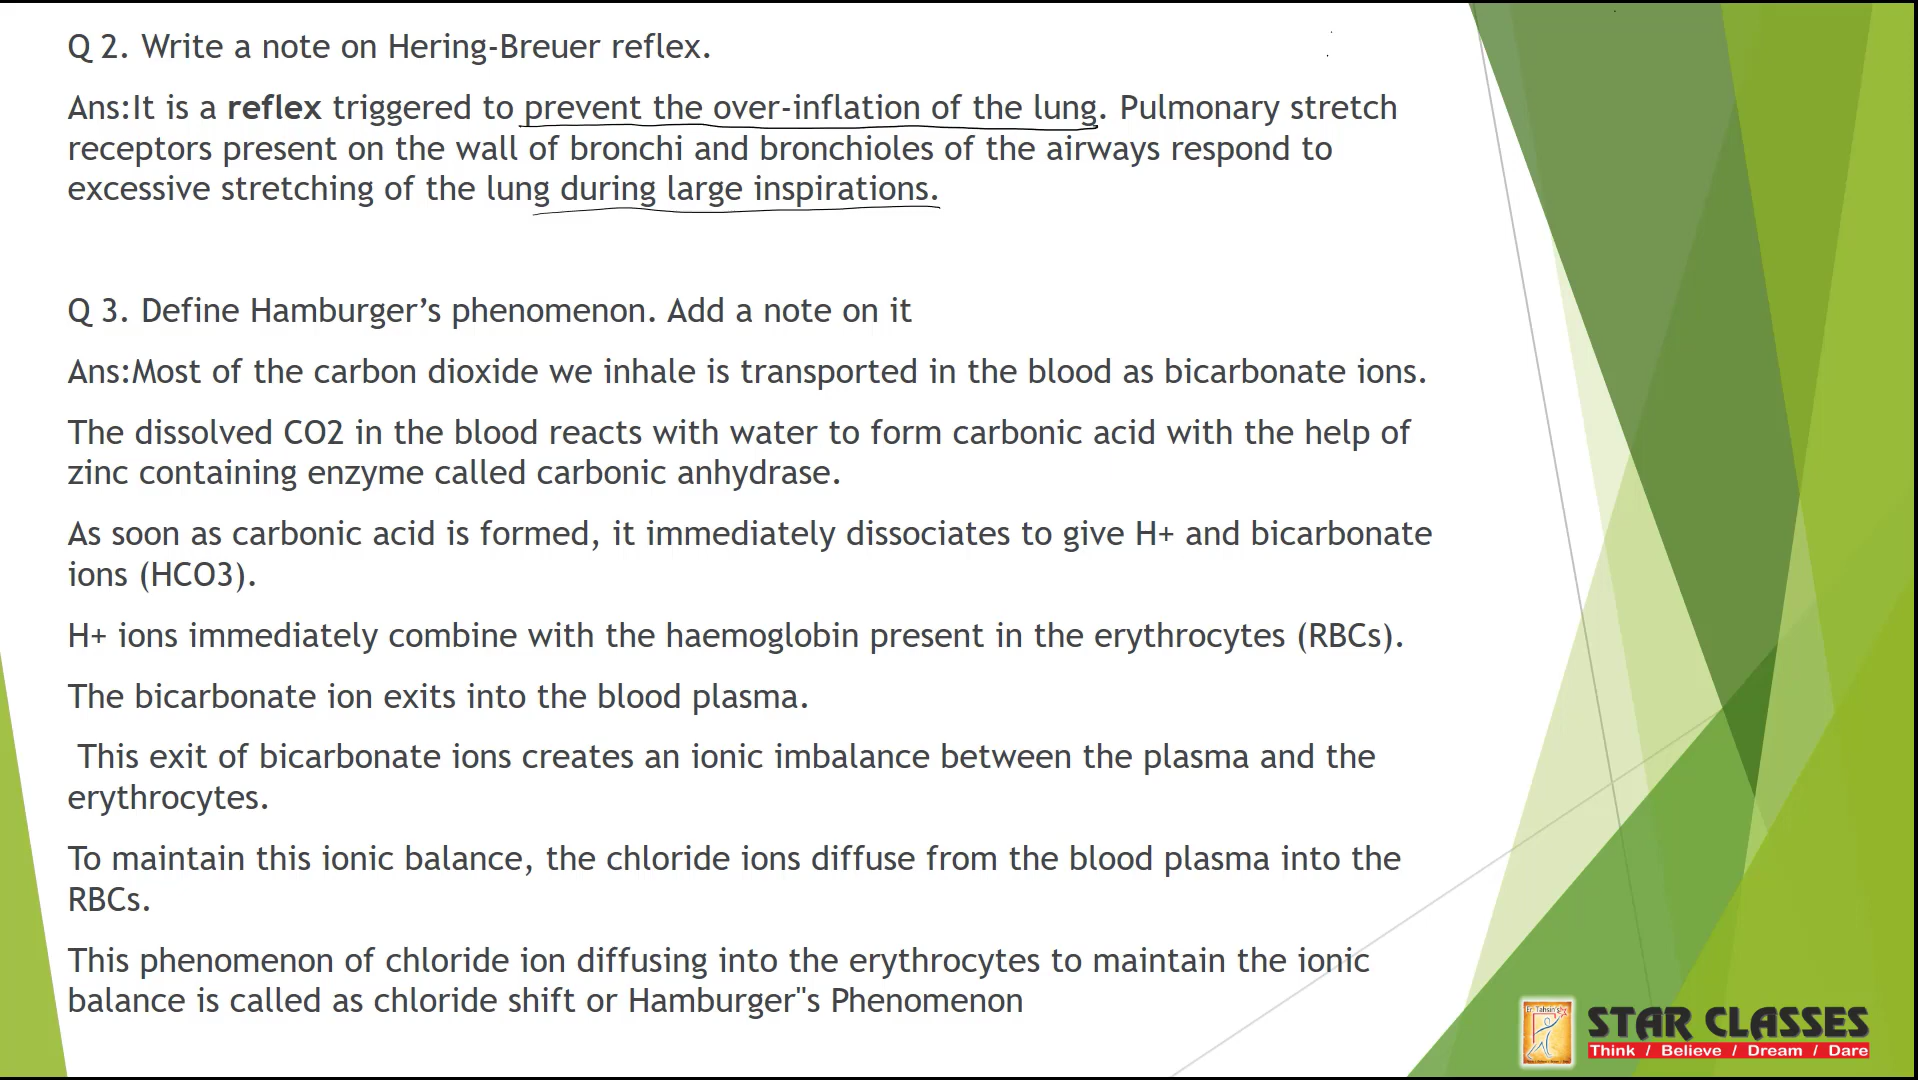 Q 2. Write a note on Hering-Breuer reflex.
Ans:It is a reflex triggered to prevent the over-inflation of the lung. Pulmonary stretch
receptors present on the wall of bronchi and bronchioles of the airways respond to
excessive stretching of the lung during large inspirations.
Q 3. Define Hamburger’s phenomenon. Add a note on it
Ans:Most of the carbon dioxide we inhale is transported in the blood as bicarbonate ions.
The dissolved CO2 in the blood reacts with water to form carbonic acid with the help of
zinc containing enzyme called carbonic anhydrase.
As soon as carbonic acid is formed, it immediately dissociates to give H+ and bicarbonate
ions (HCO3).
H+ ions immediately combine with the haemoglobin present in the erythrocytes (RBCs).
The bicarbonate ion exits into the blood plasma.
This exit of bicarbonate ions creates an ionic imbalance between the plasma and the
erythrocytes.
To maintain this ionic balance, the chloride ions diffuse from the blood plasma into the
RBCs.
This phenomenon of chloride ion diffusing into the erythrocytes to maintain the ionic
balance is called as chloride shift or Hamburger"s Phenomenon
Er. Tahsin's
STAR CLASSES
Think / Believe / Dream / Dare